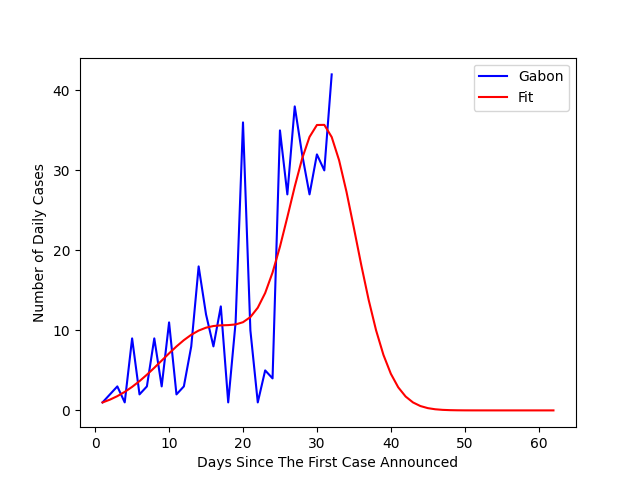 Gabon
Fit
Number of Daily Cases
40
30
20
10
0
0 10 20 30 40 50 60
Days Since The First Case Announced